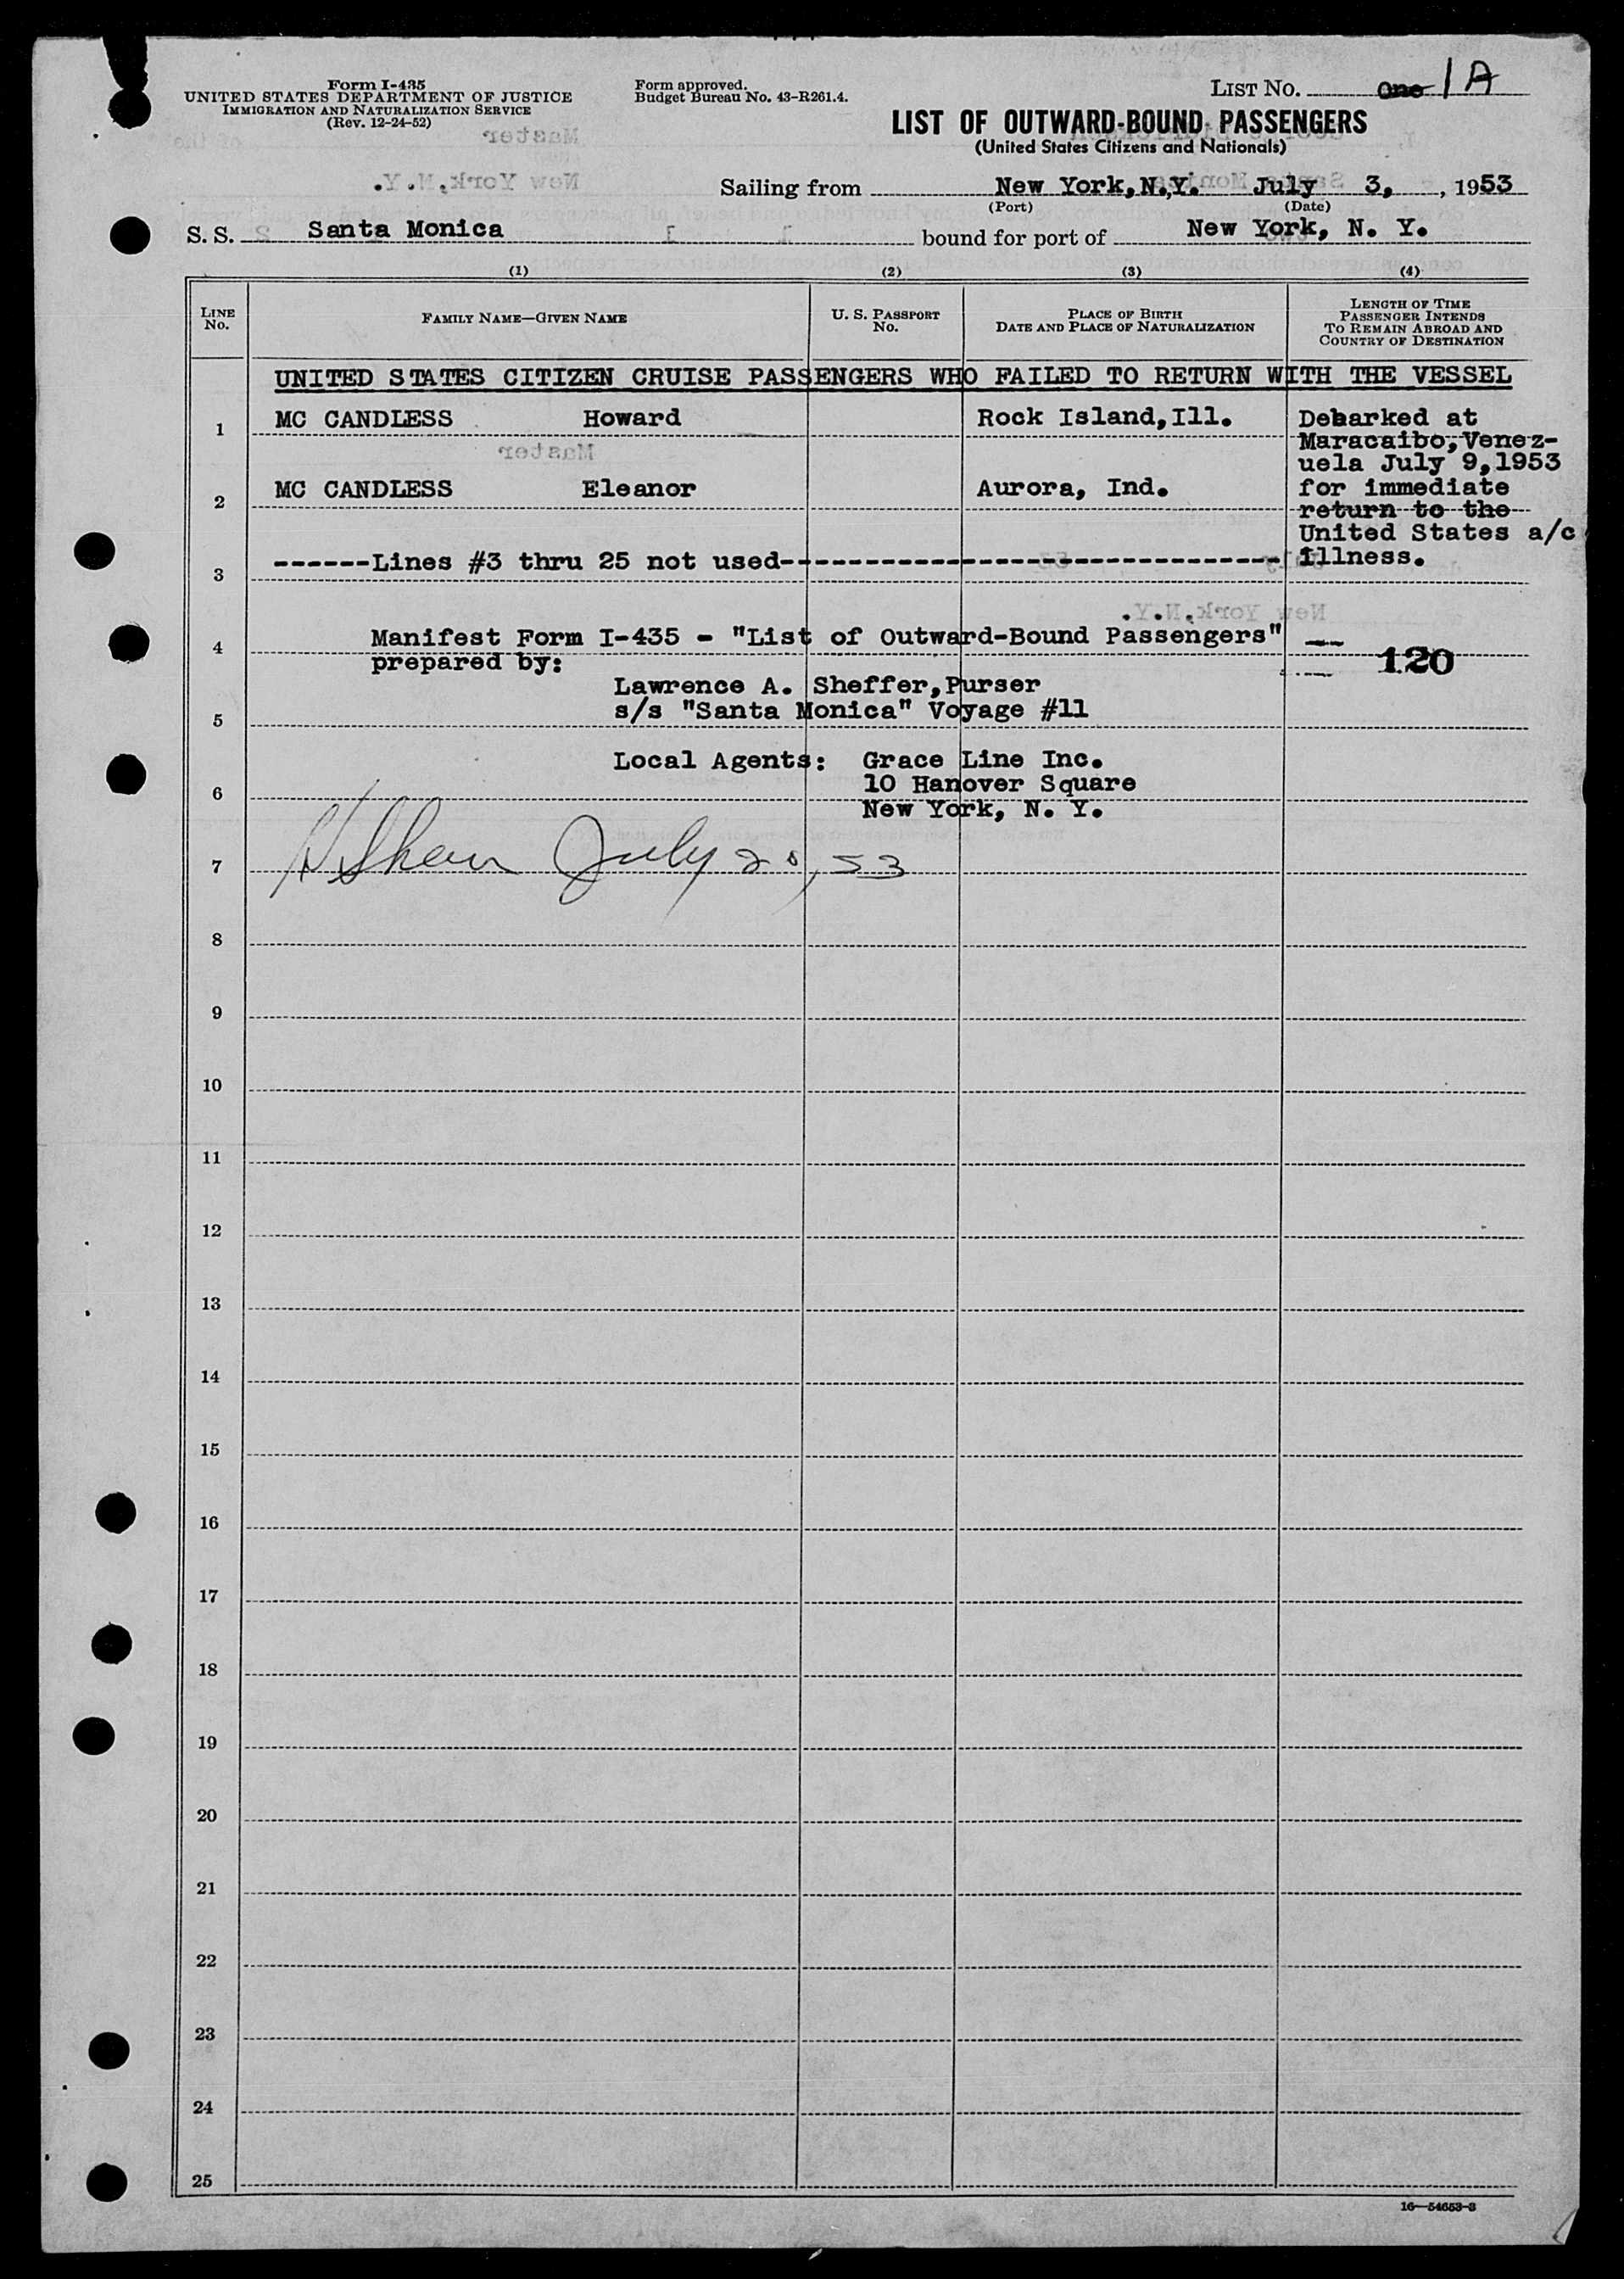 Form I-435
UNITED STATES DEPARTMENT OF JUSTICE
IMMIGRATION AND NATURALIZATION SERVICE
(Rev. 12-24-52)
Form approved.
Budget Bureau No. 43-R261.4.
LIST NO. One 1A
LIST OF OUTWARD-BOUND PASSENGERS
(United States Citizens and Nationals)
Sailing from New York, N.Y. July 3, , 1953
(Port) (Date)
S. S. Santa Monica bound for port of New York, N. Y.
(1) (2) (3) (4)
LINE No. FAMILY NAME—GIVEN NAME U. S. PASSPORT No. PLACE OF BIRTH DATE AND PLACE OF NATURALIZATION LENGTH OF TIME PASSENGER INTENDS TO REMAIN ABROAD AND COUNTRY OF DESTINATION
UNITED STATES CITIZEN CRUISE PASSENGERS WHO FAILED TO RETURN WITH THE VESSEL
1 MC CANDLESS Howard Rock Island, Ill. Debarked at
Maracaibo, Venez-
uela July 9, 1953
2 MC CANDLESS Eleanor Aurora, Ind. for immediate
return to the
United States a/c
3 ------Lines #3 thru 25 not used------ illness.
4 Manifest Form I-435 - "List of Outward-Bound Passengers" --
prepared by: 120
Lawrence A. Sheffer, Purser
5 s/s "Santa Monica" Voyage #11
Local Agents: Grace Line Inc.
6 10 Hanover Square
New York, N. Y.
7 July 20, 53
8
9
10
11
12
13
14
15
16
17
18
19
20
21
22
23
24
25
16—54653-3